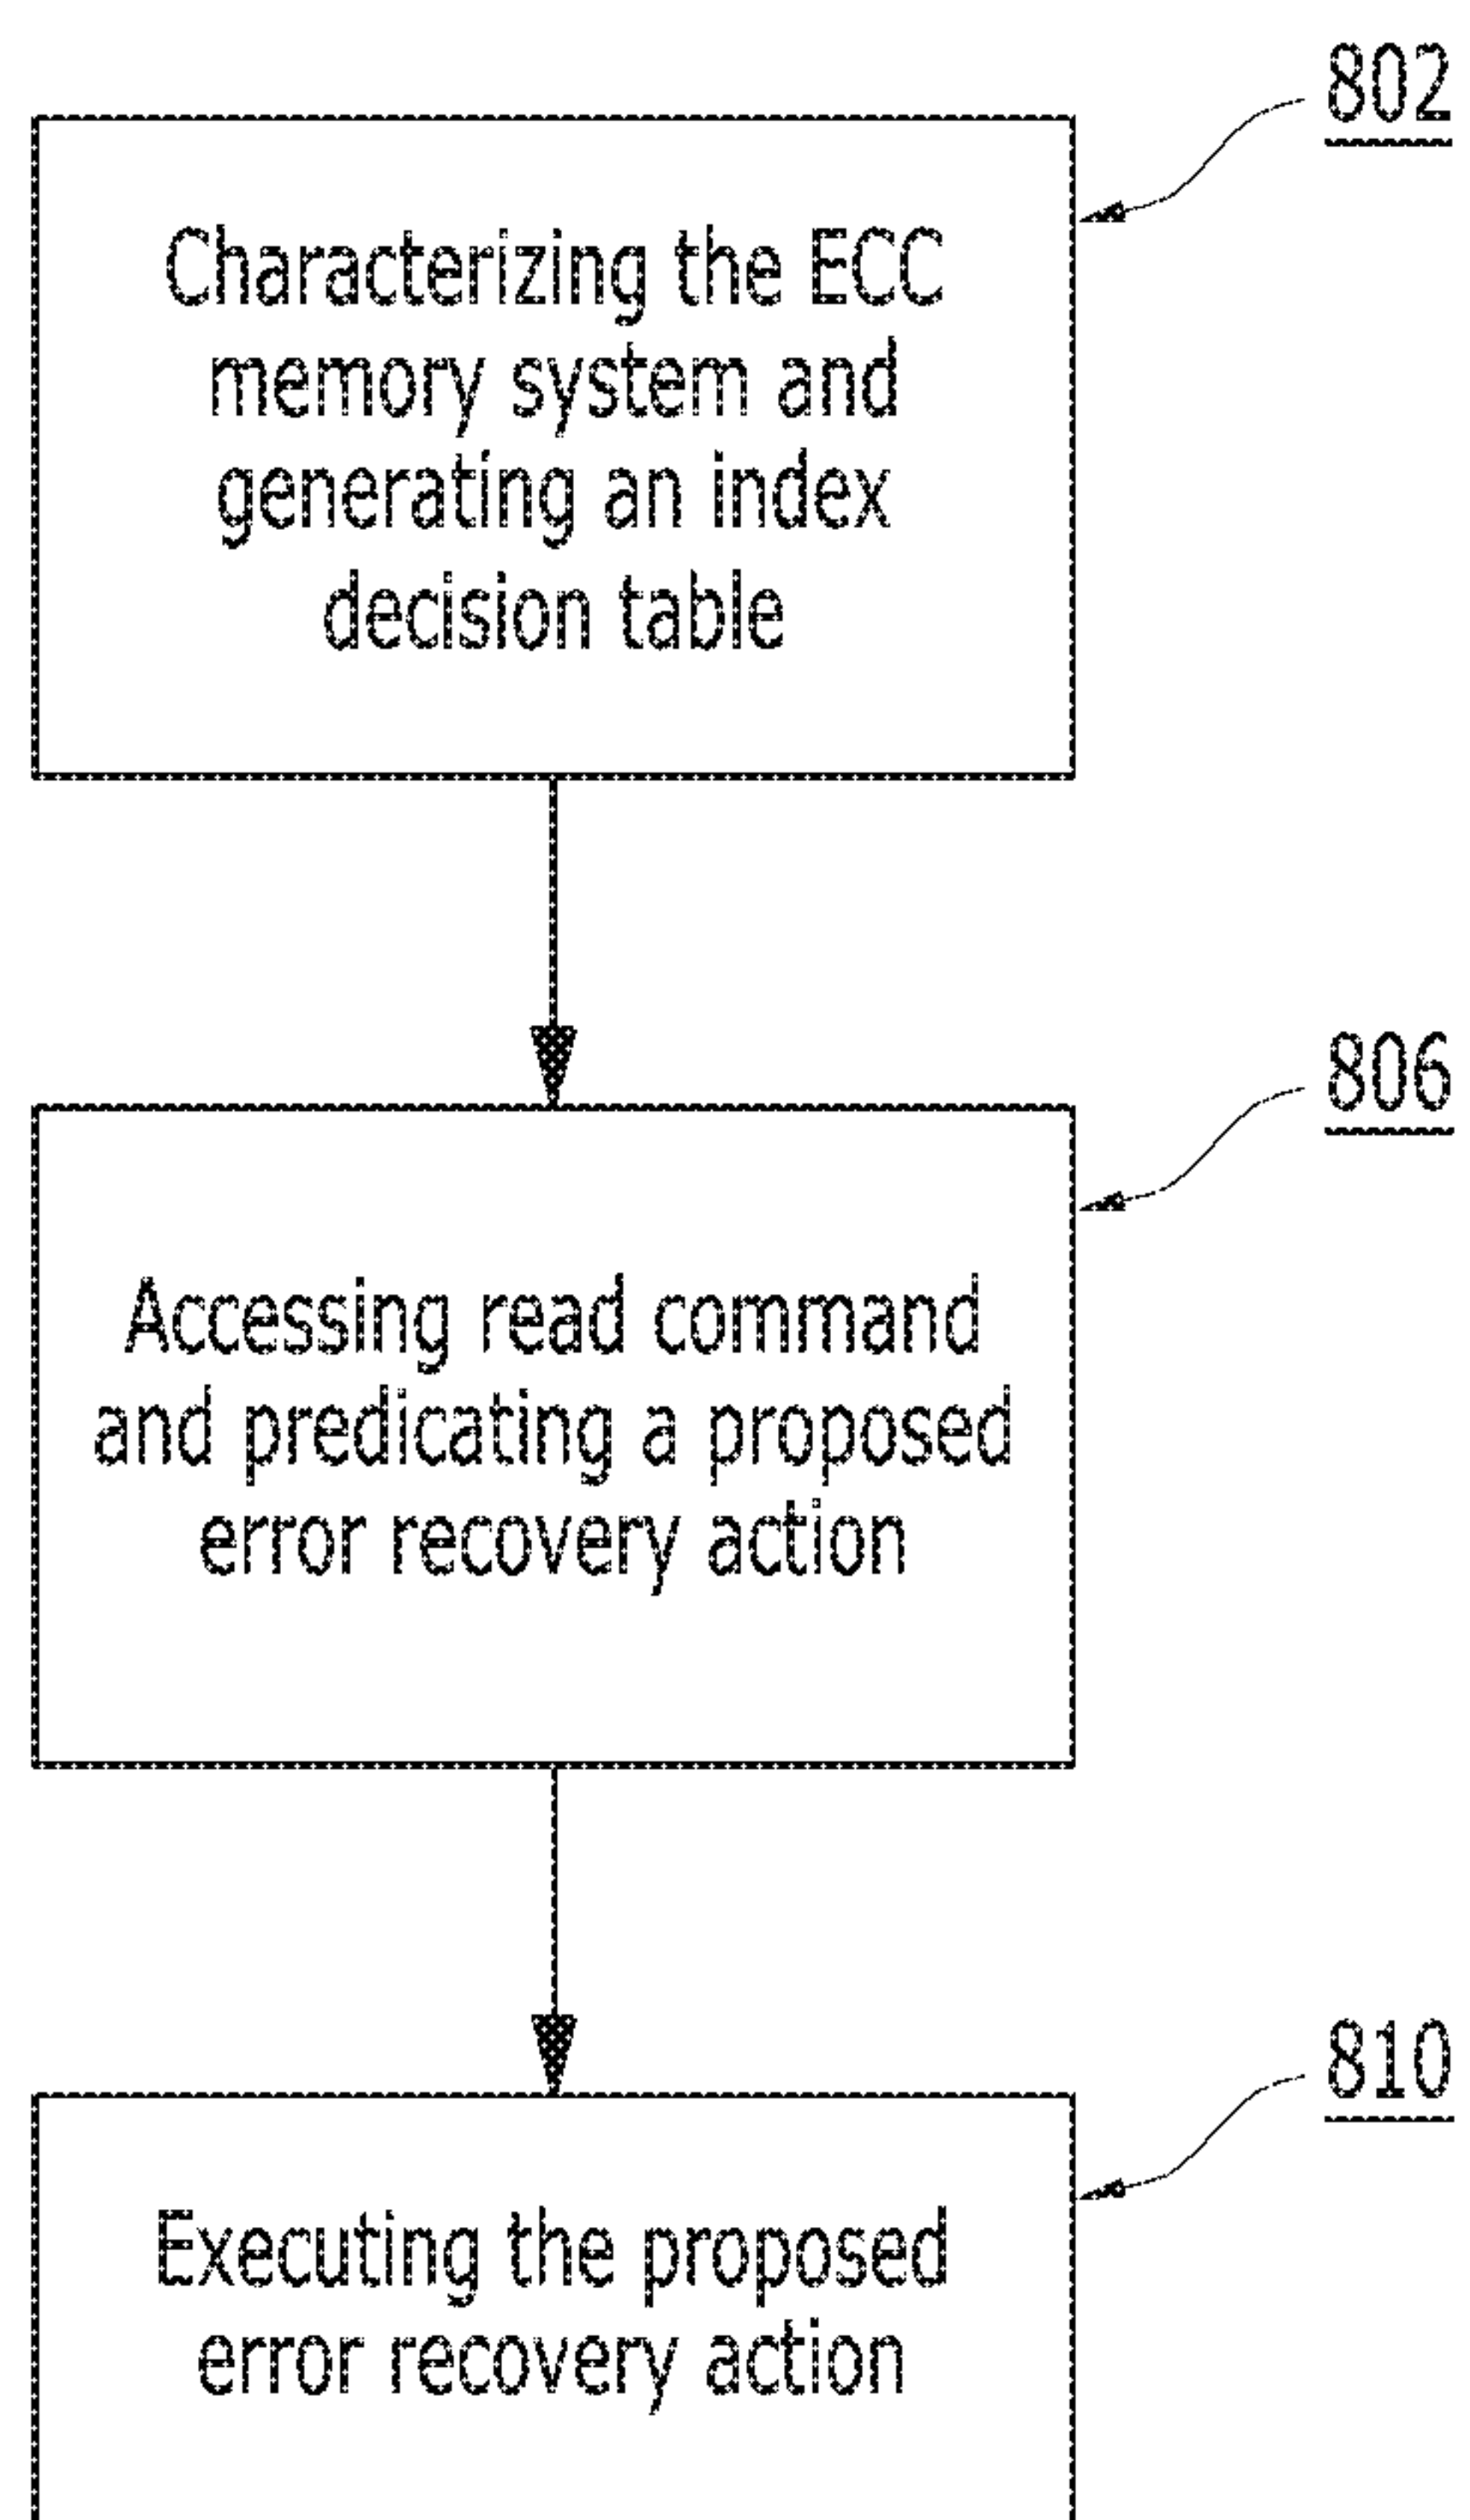 802
Characterizing the ECC
memory system and
generating an index
decision table
806
Accessing read command
and predicating a proposed
error recovery action
810
Executing the proposed
error recovery action